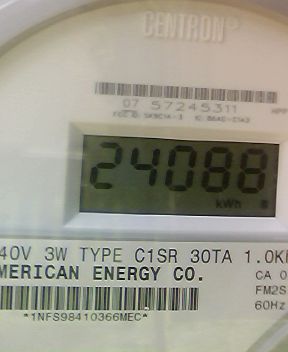 CENTRON®
07 57245311
24088
kWh
40V 3W TYPE C1SR 30TA 1.0K
MERICAN ENERGY CO.
CA 0
FM2S
60Hz
*1NFS98410366MEC*